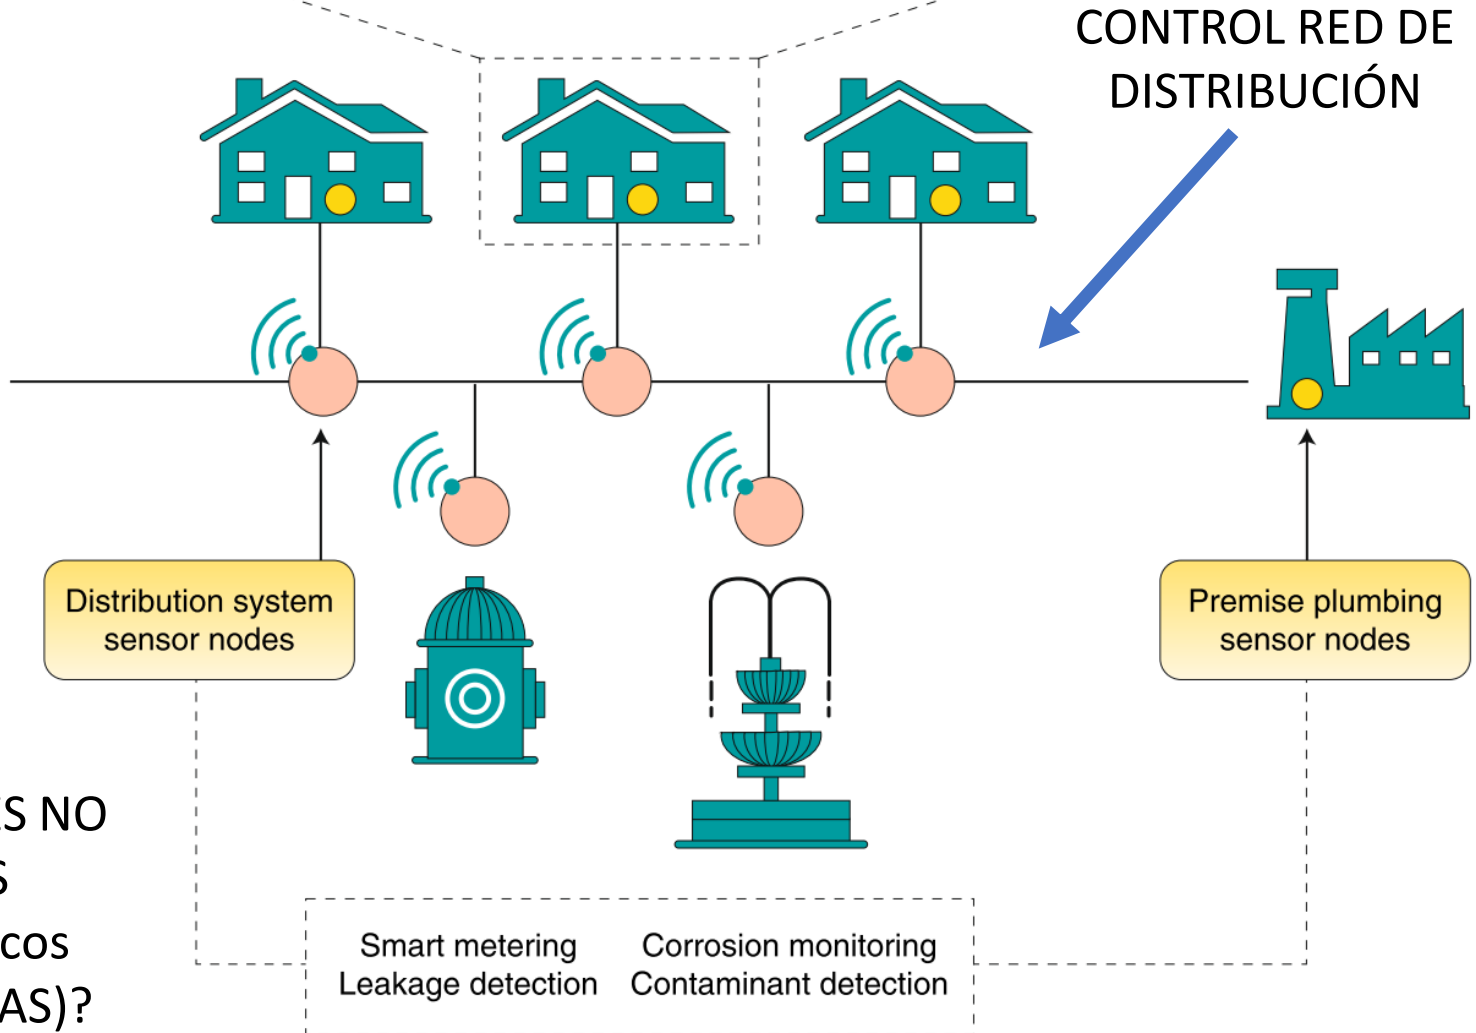 CONTROL RED DE
DISTRIBUCIÓN
Distribution system
sensor nodes
Premise plumbing
sensor nodes
NO
Smart metering
Leakage detection
Corrosion monitoring
Contaminant detection